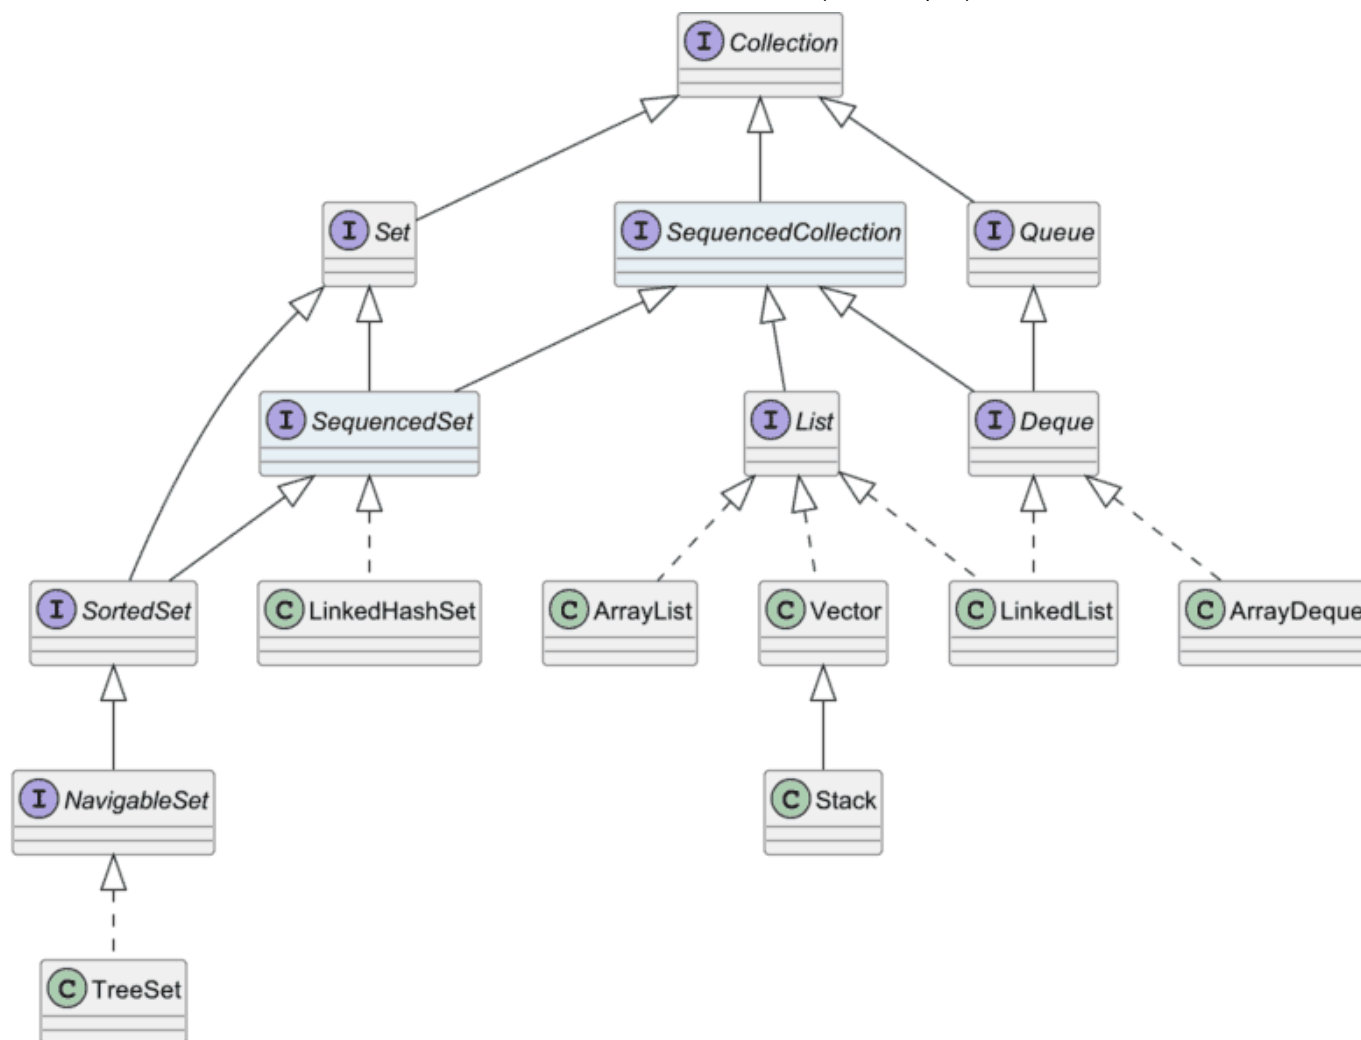 I Collection
I Set
I SequencedCollection
I Queue
I SequencedSet
I List
I Deque
I SortedSet
C LinkedHashSet
C ArrayList
C Vector
C LinkedList
C ArrayDeque
I NavigableSet
C Stack
C TreeSet